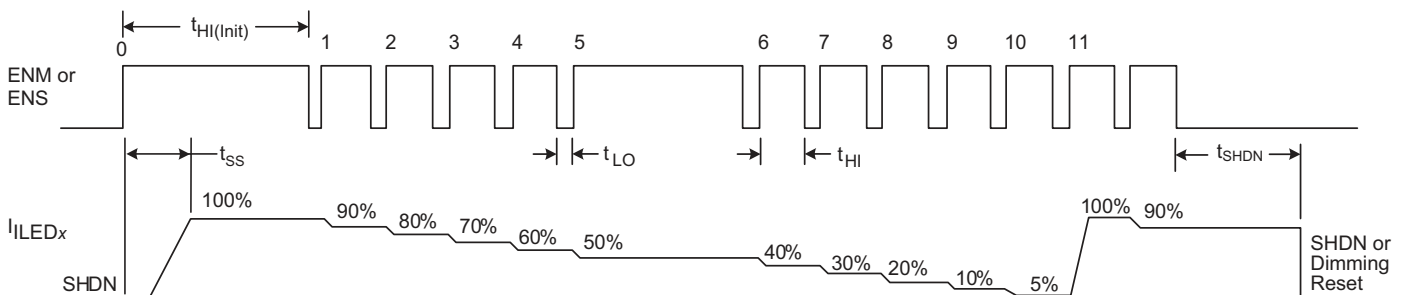 tHI(Init)
0 1 2 3 4 5 6 7 8 9 10 11
ENM or
ENS
tSS tLO tHI tSHDN
100% 90% 80% 70% 60% 50% 40% 30% 20% 10% 5% 100% 90%
IILEDx
SHDN
SHDN or
Dimming
Reset